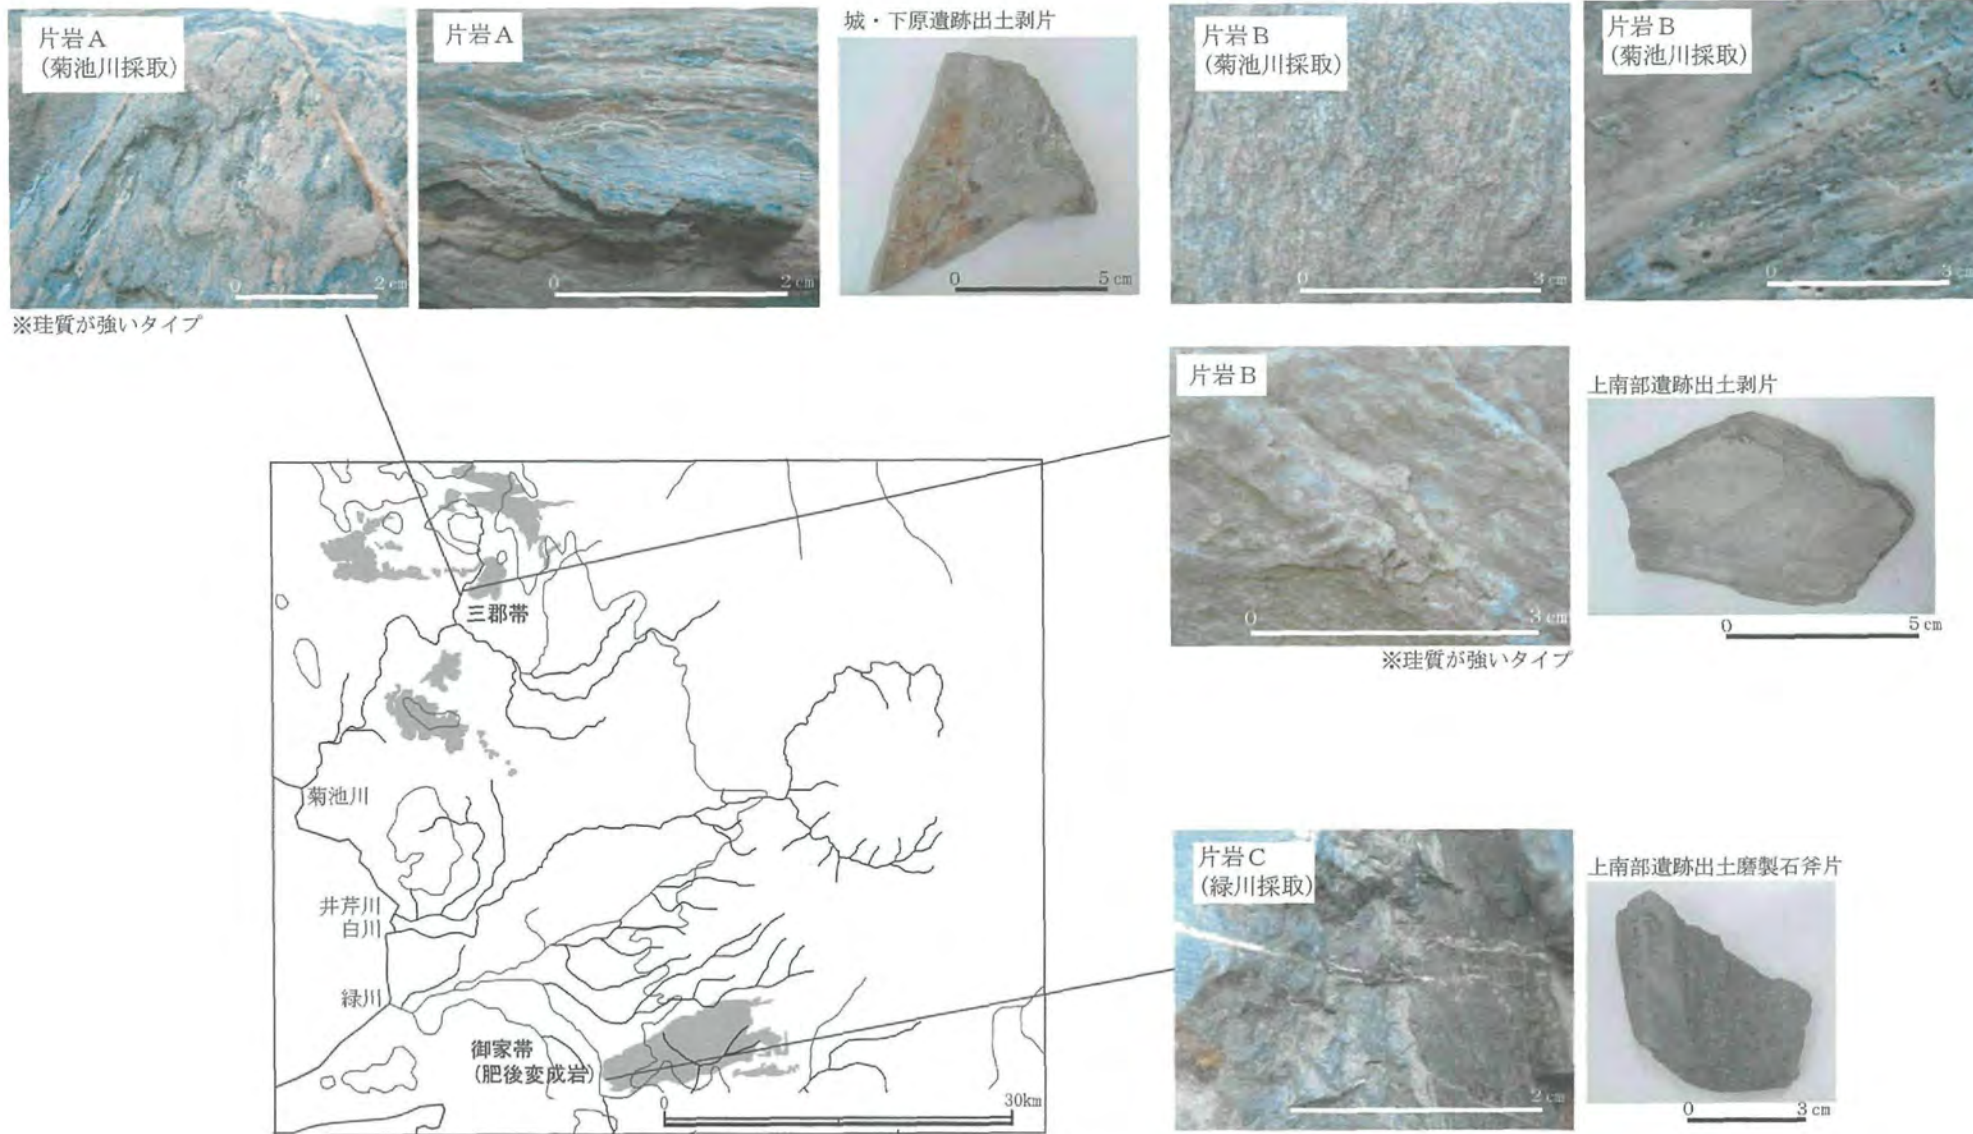 片岩A
(菊池川採取)
0 2 cm
※珪質が強いタイプ
片岩A
0 2 cm
城・下原遺跡出土剥片
0 5 cm
片岩B
(菊池川採取)
0 3 cm
片岩B
(菊池川採取)
0 3 cm
片岩B
0 3 cm
※珪質が強いタイプ
上南部遺跡出土剥片
0 5 cm
三郡帯
菊池川
井芹川
白川
緑川
御家帯
(肥後変成岩)
0 30km
片岩C
(緑川採取)
2 cm
上南部遺跡出土磨製石斧片
0 3 cm